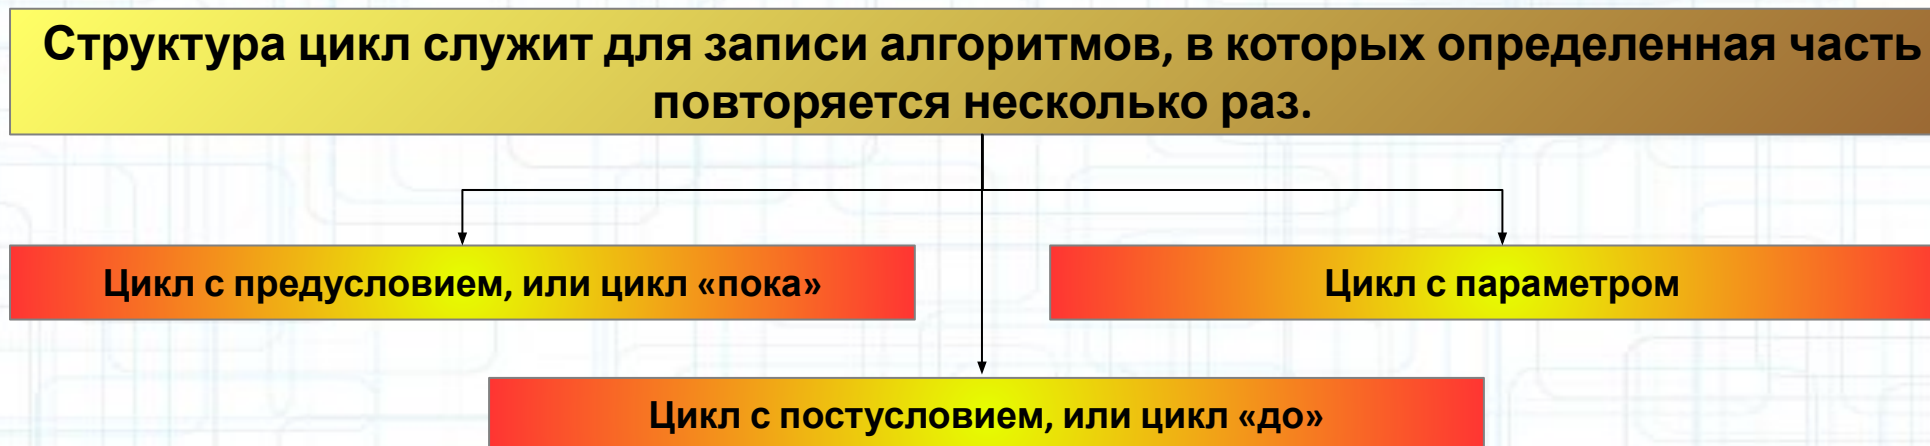 Структура цикл служит для записи алгоритмов, в которых определенная часть
повторяется несколько раз.
Цикл с предусловием, или цикл «пока»
Цикл с параметром
Цикл с постусловием, или цикл «до»